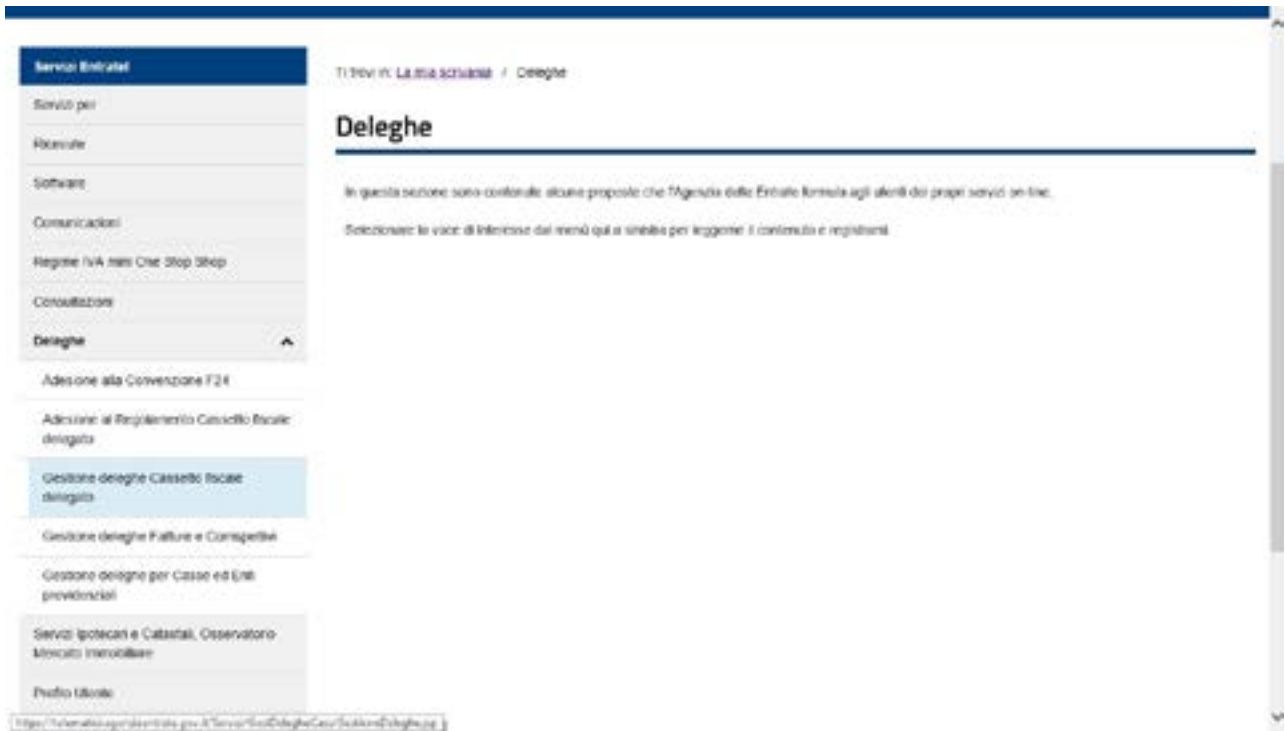 Servizi Entratel
Servizi per
Ricevute
Software
Comunicazioni
Regime IVA mini One Stop Shop
Consultazioni
Deleghe
Adesione alla Convenzione F24
Adesione al Regolamento Cassetto fiscale
delegato
Gestione deleghe Cassetto fiscale
delegato
Gestione deleghe Fatture e Corrispettivi
Gestione deleghe per Casse ed Enti
previdenziali
Servizi Ipotecari e Catastali, Osservatorio
Mercato Immobiliare
Profilo Utente
Ti trovi in: La mia scrivania / Deleghe
Deleghe
In questa sezione sono contenute alcune proposte che l'Agenzia delle Entrate formula agli utenti dei propri servizi on-line.
Selezionare la voce di interesse dal menù qui a sinistra per leggerne il contenuto e registrarsi.